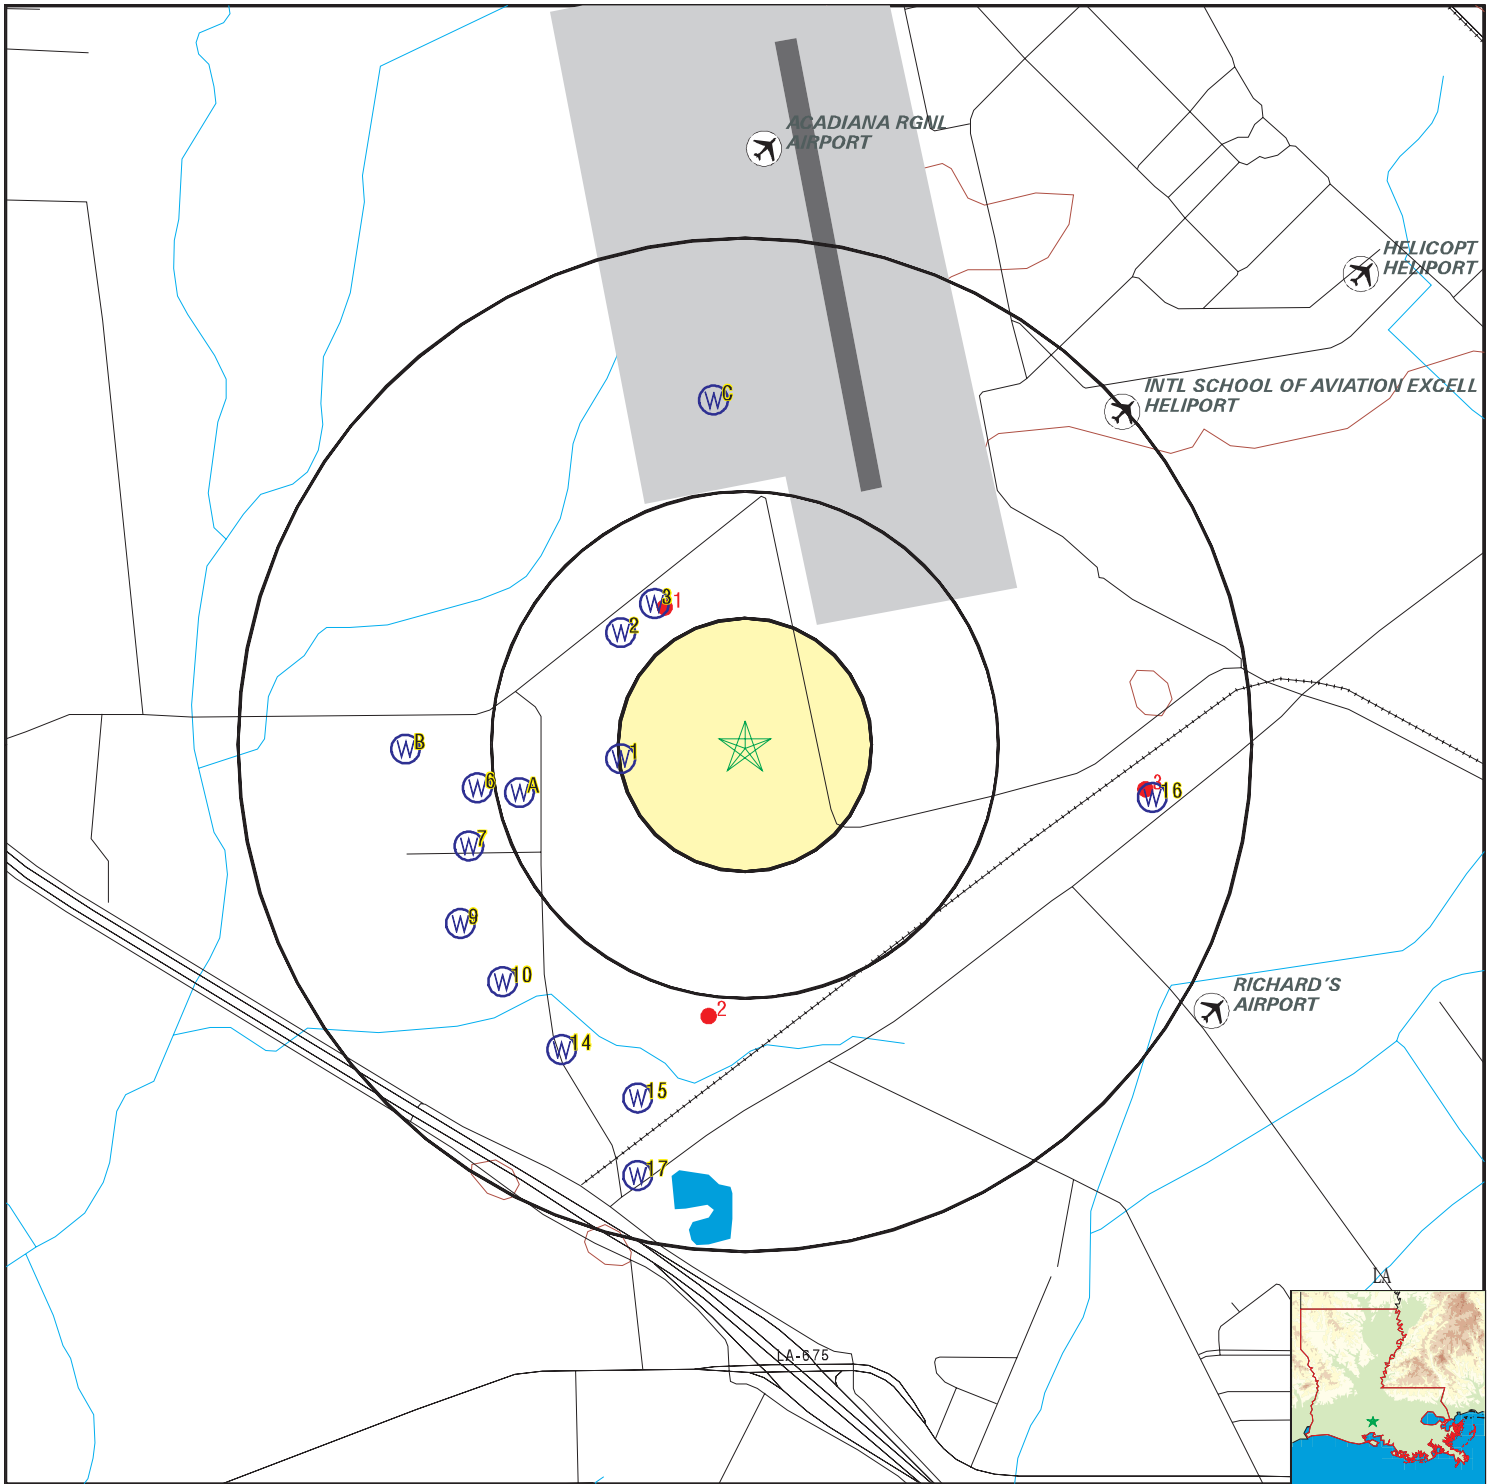 ACADIANA RGNL
AIRPORT
HELICOPT
HELIPORT
INTL SCHOOL OF AVIATION EXCELL
HELIPORT
W C
W 3 1
W 2
W B
W 1
W 6
W A
3
W 16
W 7
W 9
W 10
RICHARD'S
AIRPORT
2
W 14
W 15
W 17
LA
LA-675